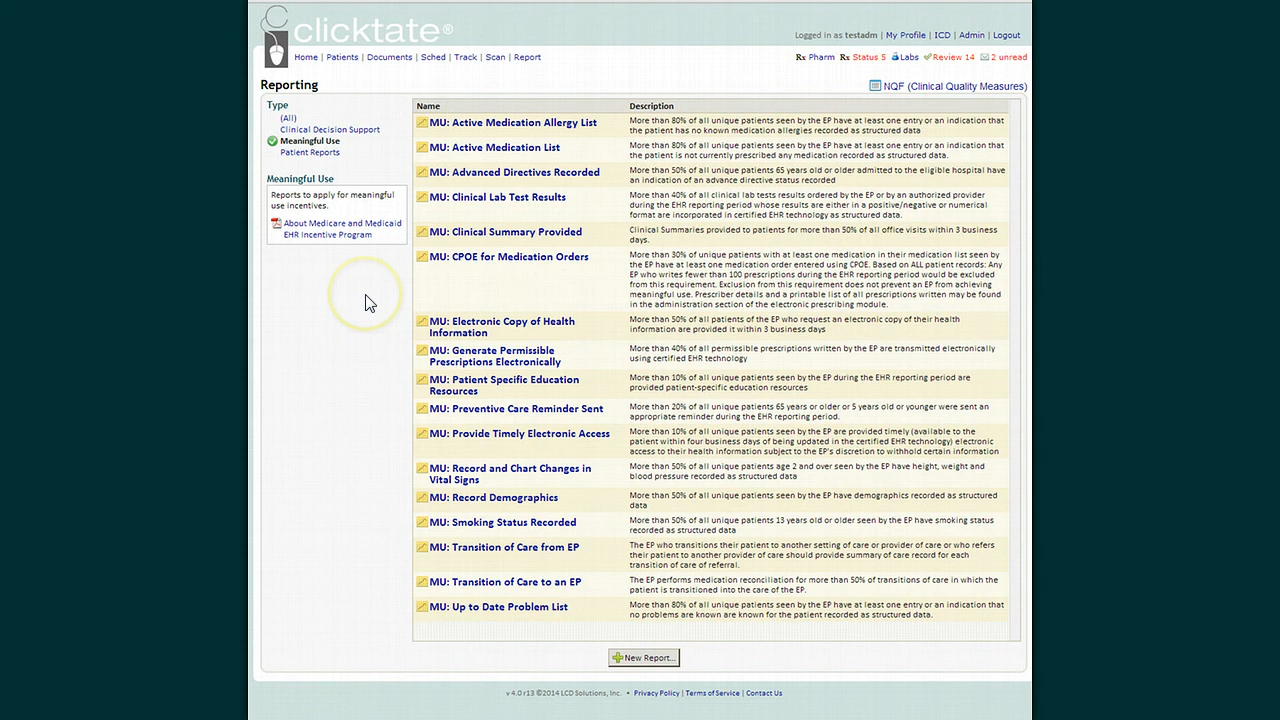 clicktate®
Logged in as testadm | My Profile | ICD | Admin | Logout
Home | Patients | Documents | Sched | Track | Scan | Report
Rx Pharm Rx Status 5 Labs Review 14 2 unread
Reporting
NQF (Clinical Quality Measures)
Type
(All)
Clinical Decision Support
Meaningful Use
Patient Reports
Meaningful Use
Reports to apply for meaningful
use incentives.
About Medicare and Medicaid
EHR Incentive Program
Name Description
MU: Active Medication Allergy List
More than 80% of all unique patients seen by the EP have at least one entry or an indication that
the patient has no known medication allergies recorded as structured data
MU: Active Medication List
More than 80% of all unique patients seen by the EP have at least one entry or an indication that
the patient is not currently prescribed any medication recorded as structured data.
MU: Advanced Directives Recorded
More than 50% of all unique patients 65 years old or older admitted to the eligible hospital have
an indication of an advance directive status recorded
MU: Clinical Lab Test Results
More than 40% of all clinical lab tests results ordered by the EP or by an authorized provider
during the EHR reporting period whose results are either in a positive/negative or numerical
format are incorporated in certified EHR technology as structured data.
MU: Clinical Summary Provided
Clinical Summaries provided to patients for more than 50% of all office visits within 3 business
days.
MU: CPOE for Medication Orders
More than 30% of unique patients with at least one medication in their medication list seen by
the EP have at least one medication order entered using CPOE. Based on ALL patient records: Any
EP who writes fewer than 100 prescriptions during the EHR reporting period would be excluded
from this requirement. Exclusion from this requirement does not prevent an EP from achieving
meaningful use. Prescriber details and a printable list of all prescriptions written may be found
in the administration section of the electronic prescribing module.
MU: Electronic Copy of Health
Information
More than 50% of all patients of the EP who request an electronic copy of their health
information are provided it within 3 business days
MU: Generate Permissible
Prescriptions Electronically
More than 40% of all permissible prescriptions written by the EP are transmitted electronically
using certified EHR technology
MU: Patient Specific Education
Resources
More than 10% of all unique patients seen by the EP during the EHR reporting period are
provided patient-specific education resources
MU: Preventive Care Reminder Sent
More than 20% of all unique patients 65 years or older or 5 years old or younger were sent an
appropriate reminder during the EHR reporting period.
MU: Provide Timely Electronic Access
More than 10% of all unique patients seen by the EP are provided timely (available to the
patient within four business days of being updated in the certified EHR technology) electronic
access to their health information subject to the EP's discretion to withhold certain information
MU: Record and Chart Changes in
Vital Signs
More than 50% of all unique patients age 2 and over seen by the EP have height, weight and
blood pressure recorded as structured data
MU: Record Demographics
More than 50% of all unique patients seen by the EP have demographics recorded as structured
data
MU: Smoking Status Recorded
More than 50% of all unique patients 13 years old or older seen by the EP have smoking status
recorded as structured data
MU: Transition of Care from EP
The EP who transitions their patient to another setting of care or provider of care or who refers
their patient to another provider of care should provide summary of care record for each
transition of care of referral.
MU: Transition of Care to an EP
The EP performs medication reconciliation for more than 50% of transitions of care in which the
patient is transitioned into the care of the EP.
MU: Up to Date Problem List
More than 80% of all unique patients seen by the EP have at least one entry or an indication that
no problems are known are known for the patient recorded as structured data.
New Report...
v 4.0 r13 ©2014 LCD Solutions, Inc. • Privacy Policy | Terms of Service | Contact Us